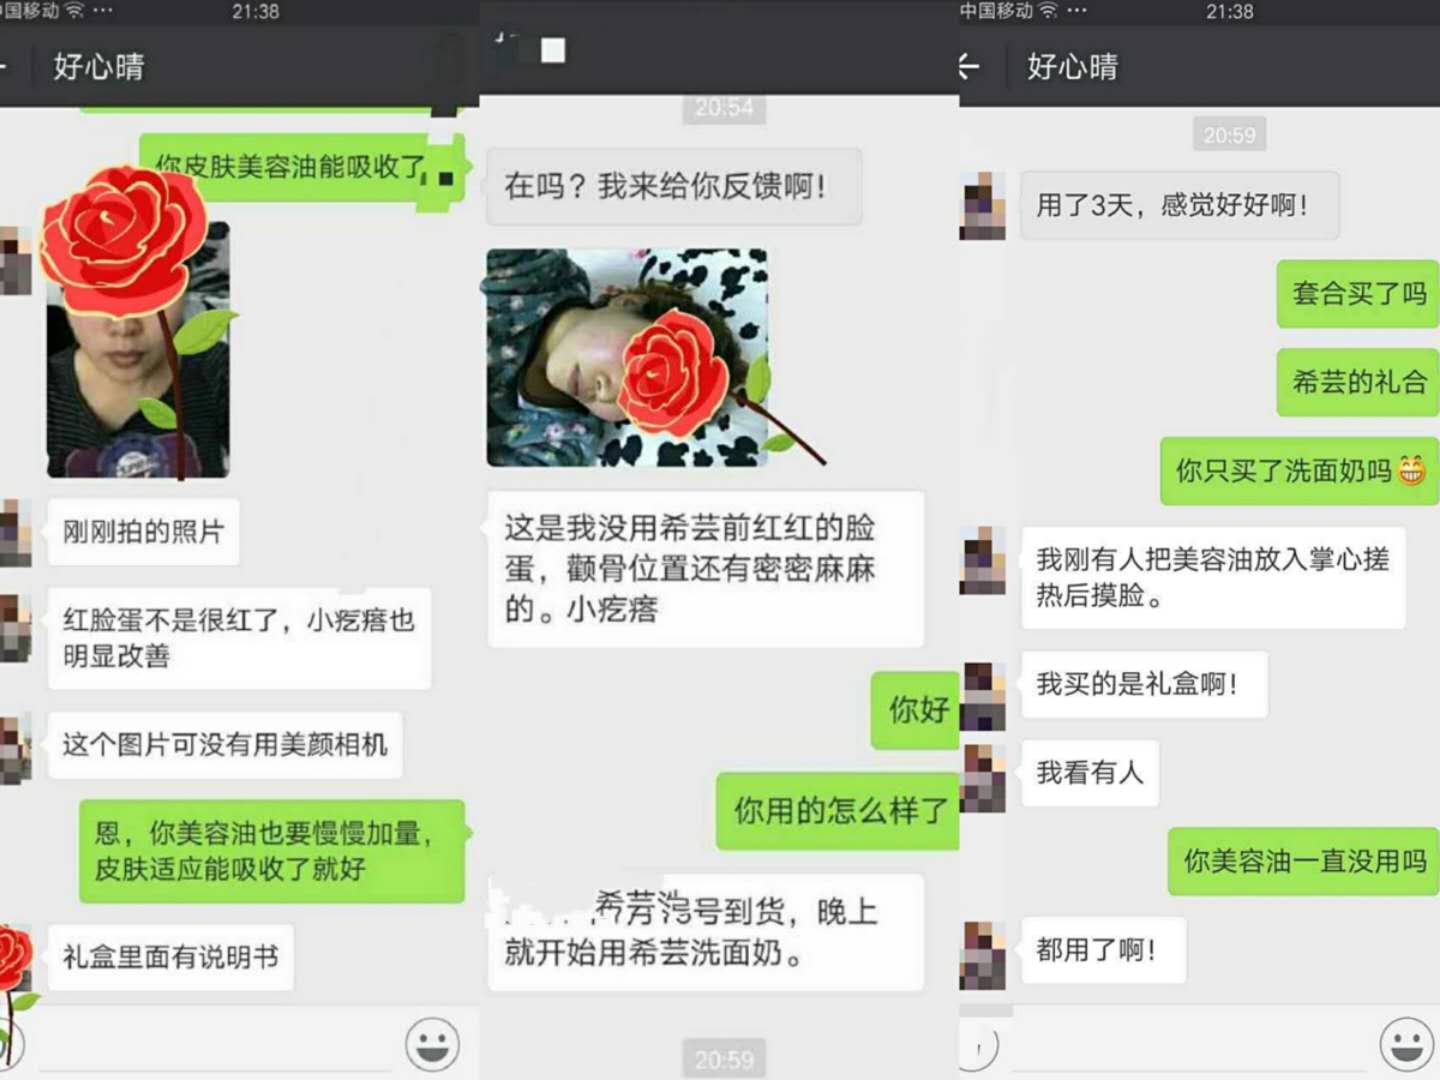 中国移动
21:38
好心晴
你皮肤美容油能吸收了
刚刚拍的照片
红脸蛋不是很红了，小疙瘩也
明显改善
这个图片可没有用美颜相机
恩，你美容油也要慢慢加量，
皮肤适应能吸收了就好
礼盒里面有说明书
20:54
在吗？我来给你反馈啊！
这是我没用希芸前红红的脸
蛋，颧骨位置还有密密麻麻
的。小疙瘩
你好
你用的怎么样了
号到货，晚上
就开始用希芸洗面奶。
20:59
中国移动
21:38
好心晴
20:59
用了3天，感觉好好啊！
套合买了吗
希芸的礼合
你只买了洗面奶吗
我刚有人把美容油放入掌心搓
热后摸脸。
我买的是礼盒啊！
我看有人
你美容油一直没用吗
都用了啊！